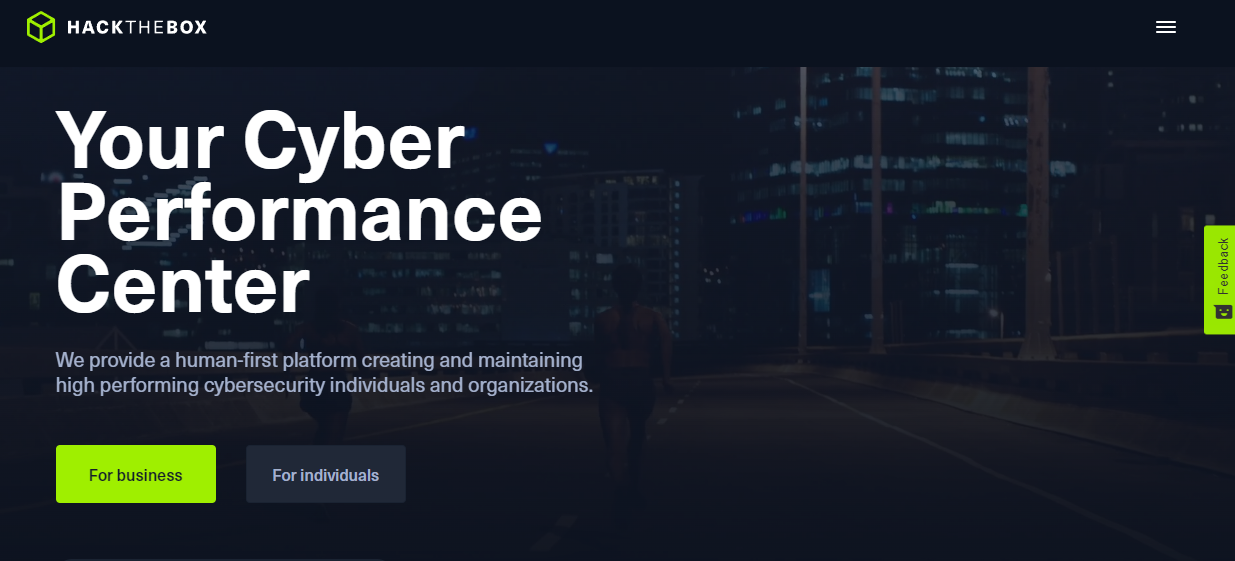 HACKTHEBOX
Your Cyber
Performance
Center
We provide a human-first platform creating and maintaining
high performing cybersecurity individuals and organizations.
For business
For individuals
Feedback